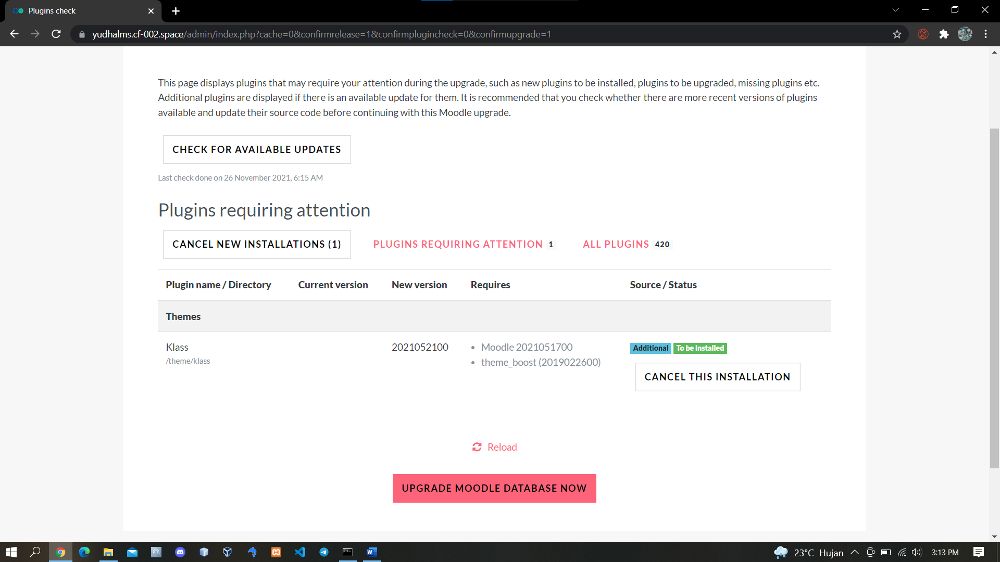 Plugins check
yudhalms.cf-002.space/admin/index.php?cache=0&confirmrelease=1&confirmplugincheck=0&confirmupgrade=1
This page displays plugins that may require your attention during the upgrade, such as new plugins to be installed, plugins to be upgraded, missing plugins etc.
Additional plugins are displayed if there is an available update for them. It is recommended that you check whether there are more recent versions of plugins
available and update their source code before continuing with this Moodle upgrade.
CHECK FOR AVAILABLE UPDATES
Last check done on 26 November 2021, 6:15 AM
Plugins requiring attention
CANCEL NEW INSTALLATIONS (1) PLUGINS REQUIRING ATTENTION 1 ALL PLUGINS 420
Plugin name / Directory Current version New version Requires Source / Status
Themes
Klass 2021052100 • Moodle 2021051700 Additional To be installed
/theme/klass • theme_boost (2019022600)
CANCEL THIS INSTALLATION
Reload
UPGRADE MOODLE DATABASE NOW
23°C Hujan 3:13 PM